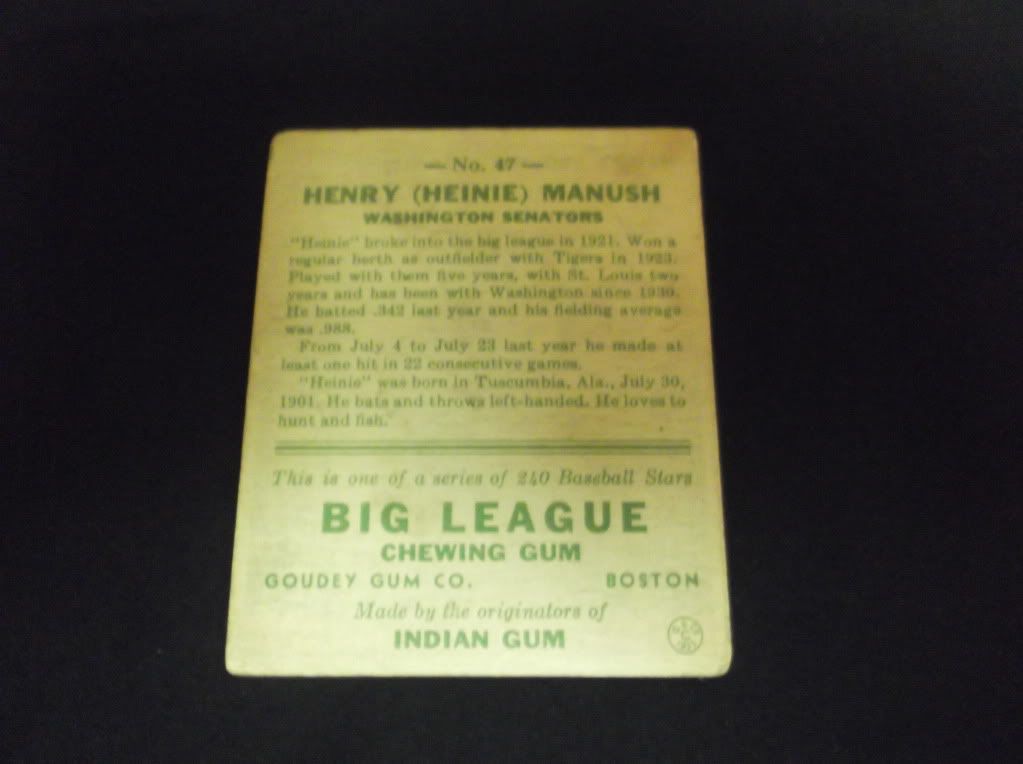 — No. 47 —
HENRY (HEINIE) MANUSH
WASHINGTON SENATORS
"Heinie" broke into the big league in 1921. Won a
regular berth as outfielder with Tigers in 1923.
Played with them five years, with St. Louis two
years and has been with Washington since 1930.
He batted .342 last year and his fielding average
was .988.
From July 4 to July 23 last year he made at
least one hit in 22 consecutive games.
"Heinie" was born in Tuscumbia, Ala., July 30,
1901. He bats and throws left-handed. He loves to
hunt and fish.
This is one of a series of 240 Baseball Stars
BIG LEAGUE
CHEWING GUM
GOUDEY GUM CO. BOSTON
Made by the originators of
INDIAN GUM